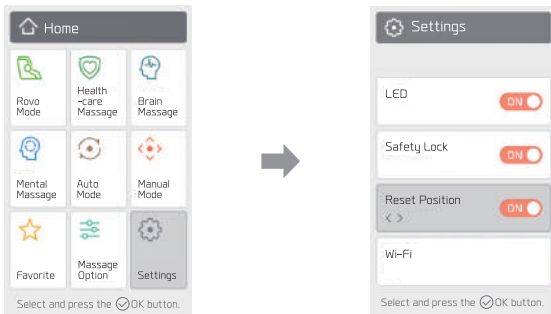 Home
Rovo
Mode
Health
-care
Massage
Brain
Massage
Mental
Massage
Auto
Mode
Manual
Mode
Favorite
Massage
Option
Settings
Select and press the OK button.
Settings
LED
ON
Safety Lock
ON
Reset Position
< >
ON
Wi-Fi
Select and press the OK button.